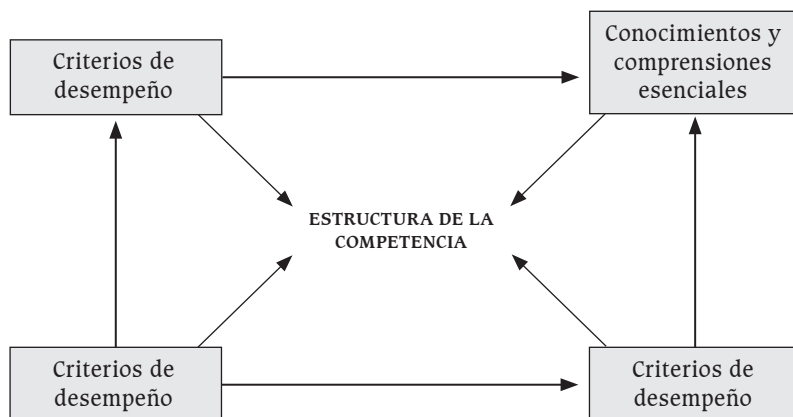 Criterios de
desempeño
Conocimientos y
comprensiones
esenciales
ESTRUCTURA DE LA
COMPETENCIA
Criterios de
desempeño
Criterios de
desempeño